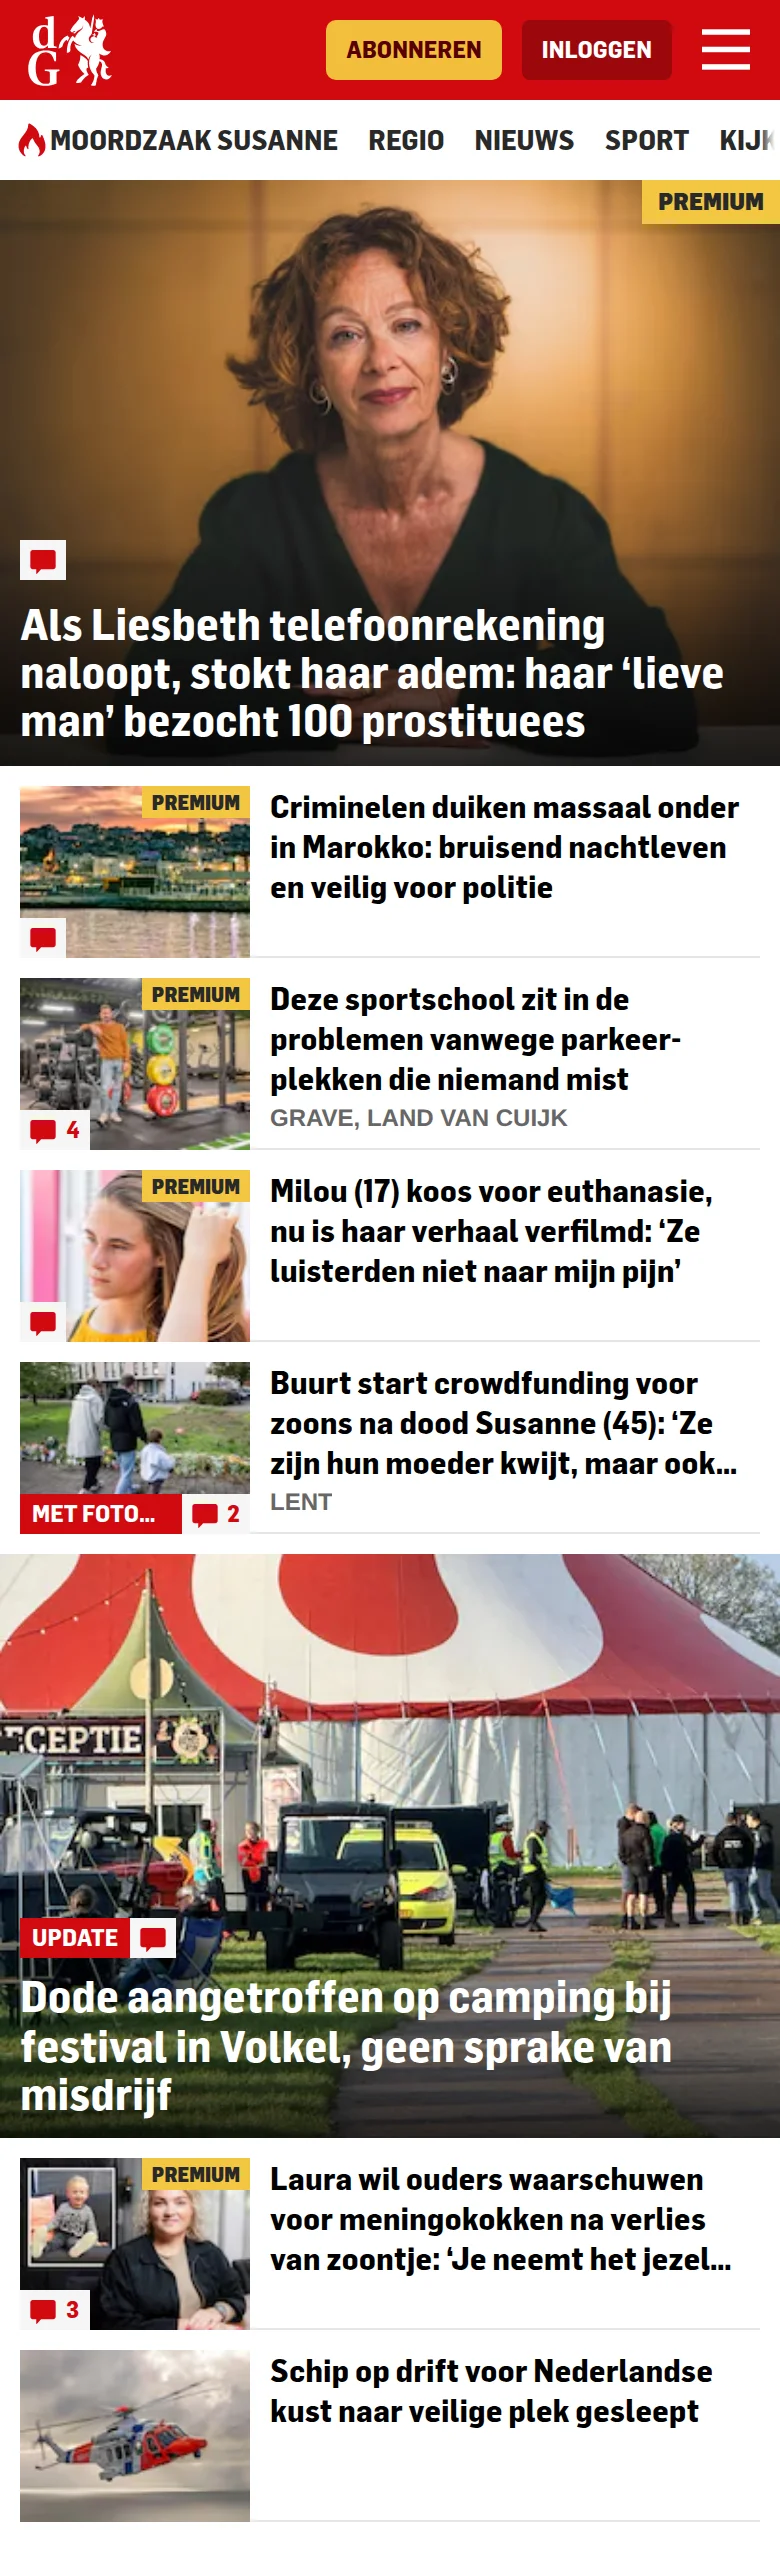 dG
ABONNEREN
INLOGGEN
MOORDZAAK SUSANNE
REGIO
NIEUWS
SPORT
KIJK
PREMIUM
Als Liesbeth telefoonrekening
naloopt, stokt haar adem: haar ‘lieve
man’ bezocht 100 prostituees
PREMIUM
Criminelen duiken massaal onder
in Marokko: bruisend nachtleven
en veilig voor politie
PREMIUM
4
Deze sportschool zit in de
problemen vanwege parkeer-
plekken die niemand mist
GRAVE, LAND VAN CUIJK
PREMIUM
Milou (17) koos voor euthanasie,
nu is haar verhaal verfilmd: ‘Ze
luisterden niet naar mijn pijn’
MET FOTO...
2
Buurt start crowdfunding voor
zoons na dood Susanne (45): ‘Ze
zijn hun moeder kwijt, maar ook...
LENT
ECEPTIE
UPDATE
Dode aangetroffen op camping bij
festival in Volkel, geen sprake van
misdrijf
PREMIUM
3
Laura wil ouders waarschuwen
voor meningokokken na verlies
van zoontje: ‘Je neemt het jezel...
Schip op drift voor Nederlandse
kust naar veilige plek gesleept